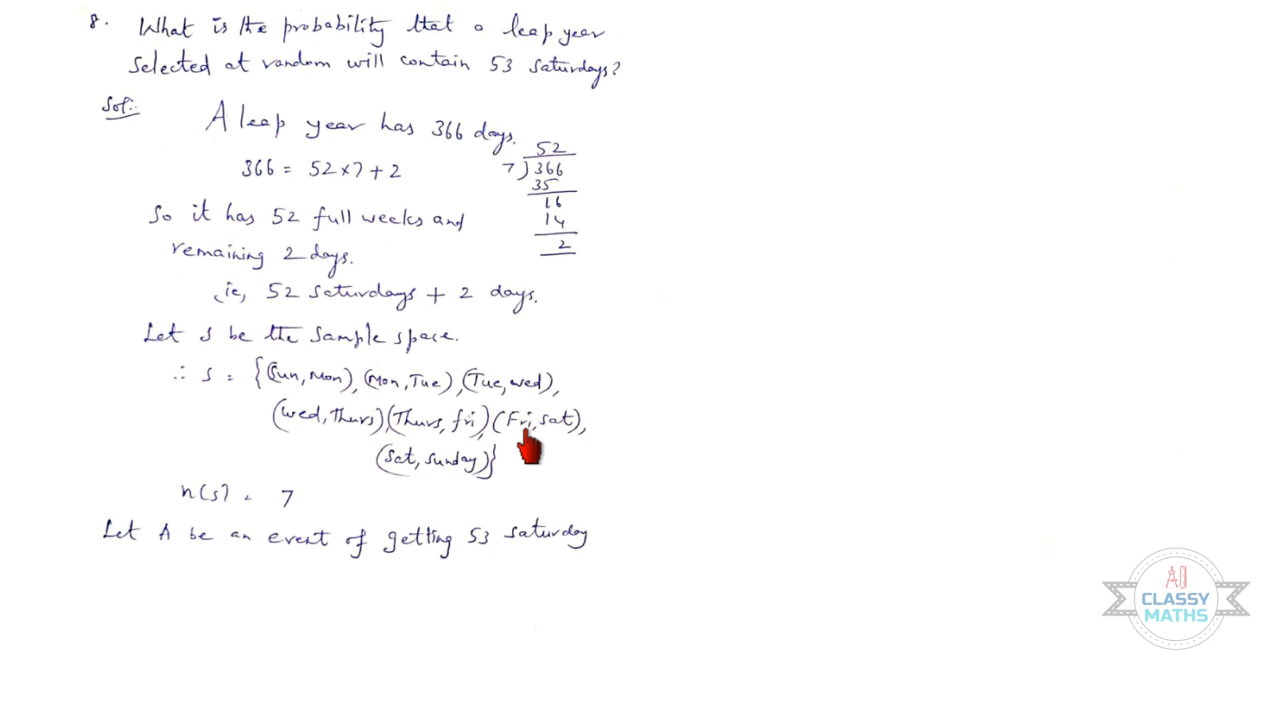 8. What is the probability that a leap year
selected at random will contain 53 saturdays?
Sol:-
A leap year has 366 days.
366 = 52×7+2
52
7)366
35
16
14
2
So it has 52 full weeks and
remaining 2 days.
ie, 52 saturdays + 2 days.
Let S be the sample space.
∴ S = {(Sun, Mon), (Mon, Tue), (Tue, wed),
(wed, Thurs), (Thurs, fri), (Fri, sat),
(sat, sunday)}
n(s) = 7
Let A be an event of getting 53 saturday
CLASSY
MATHS